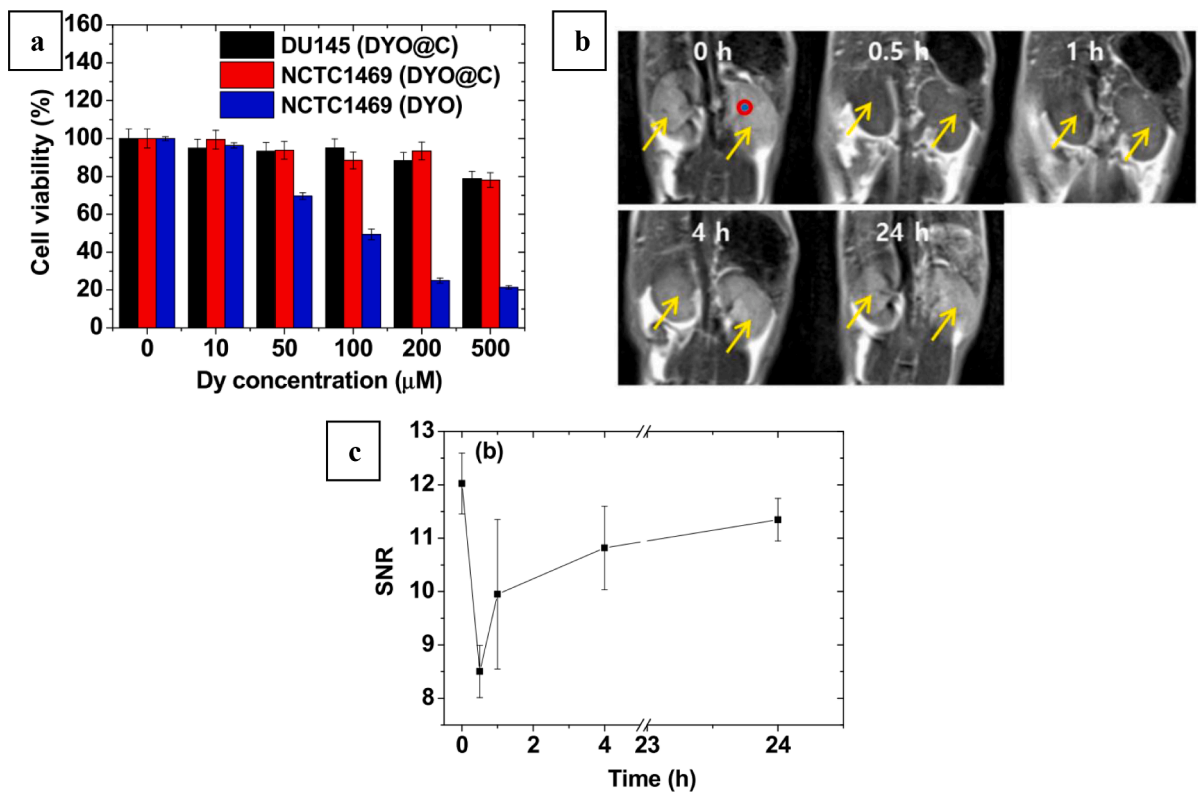 a
160
140
120
100
80
60
40
20
0
Cell viability (%)
DU145 (DYO@C)
NCTC1469 (DYO@C)
NCTC1469 (DYO)
0 10 50 100 200 500
Dy concentration (μM)
b
0 h
0.5 h
1 h
4 h
24 h
c
(b)
13
12
11
10
9
8
SNR
0 2 4 23 24
Time (h)